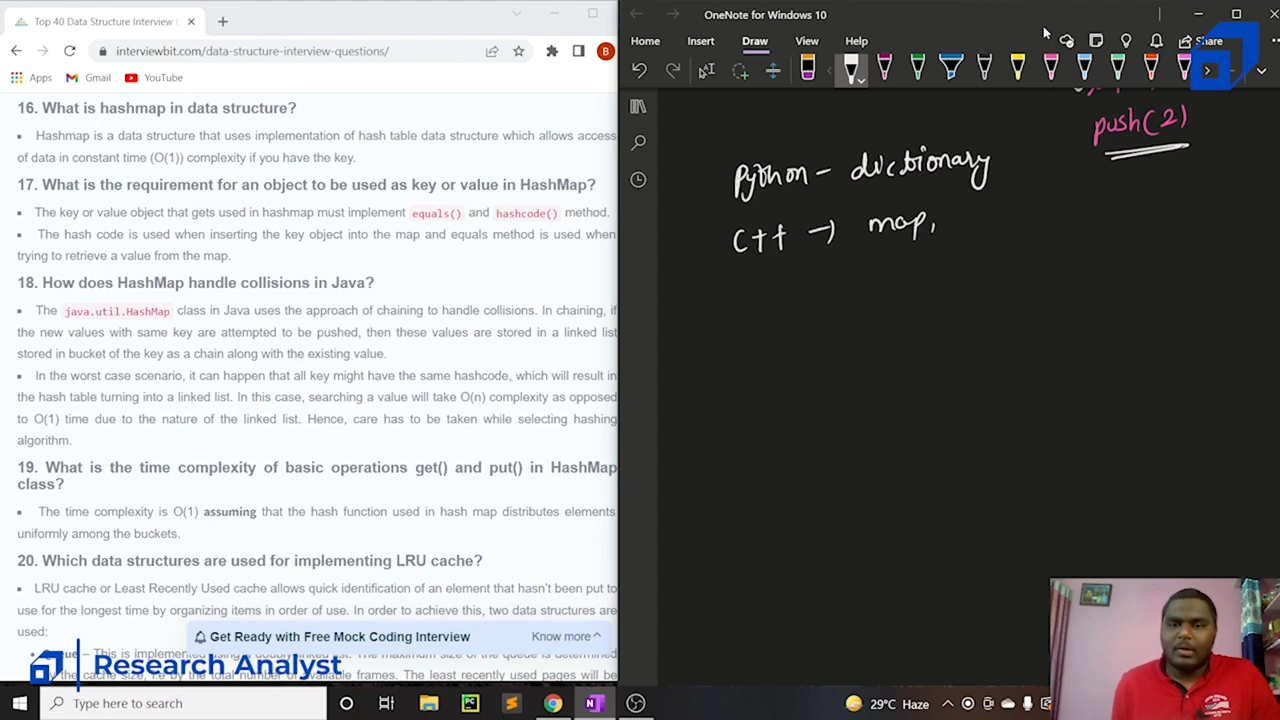 Top 40 Data Structure Interview
interviewbit.com/data-structure-interview-questions/
B
Apps
Gmail
YouTube
16. What is hashmap in data structure?
Hashmap is a data structure that uses implementation of hash table data structure which allows access
of data in constant time (O(1)) complexity if you have the key.
17. What is the requirement for an object to be used as key or value in HashMap?
The key or value object that gets used in hashmap must implement equals() and hashcode() method.
The hash code is used when inserting the key object into the map and equals method is used when
trying to retrieve a value from the map.
18. How does HashMap handle collisions in Java?
The java.util.HashMap class in Java uses the approach of chaining to handle collisions. In chaining, if
the new values with same key are attempted to be pushed, then these values are stored in a linked list
stored in bucket of the key as a chain along with the existing value.
In the worst case scenario, it can happen that all key might have the same hashcode, which will result in
the hash table turning into a linked list. In this case, searching a value will take O(n) complexity as opposed
to O(1) time due to the nature of the linked list. Hence, care has to be taken while selecting hashing
algorithm.
19. What is the time complexity of basic operations get() and put() in HashMap
class?
The time complexity is O(1) assuming that the hash function used in hash map distributes elements
uniformly among the buckets.
20. Which data structures are used for implementing LRU cache?
LRU cache or Least Recently Used cache allows quick identification of an element that hasn't been put to
use for the longest time by organizing items in order of use. In order to achieve this, two data structures are
used:
Get Ready with Free Mock Coding Interview
Know more
the cache size, i.e by the total number of available frames. The least recently used pages will be
Research Analyst
Type here to search
OneNote for Windows 10
Home
Insert
Draw
View
Help
Share
push(2)
Python - dictionary
C++ → map,
29°C Haze